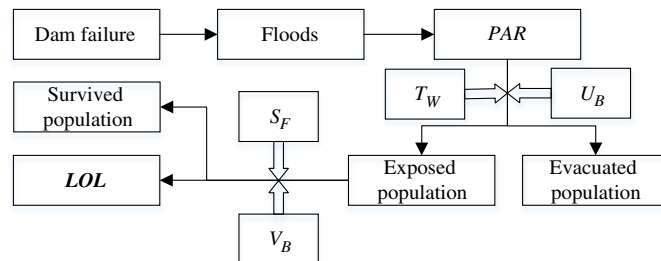 Dam failure
Floods
PAR
Survived
population
S_F
T_W
U_B
LOL
Exposed
population
Evacuated
population
V_B